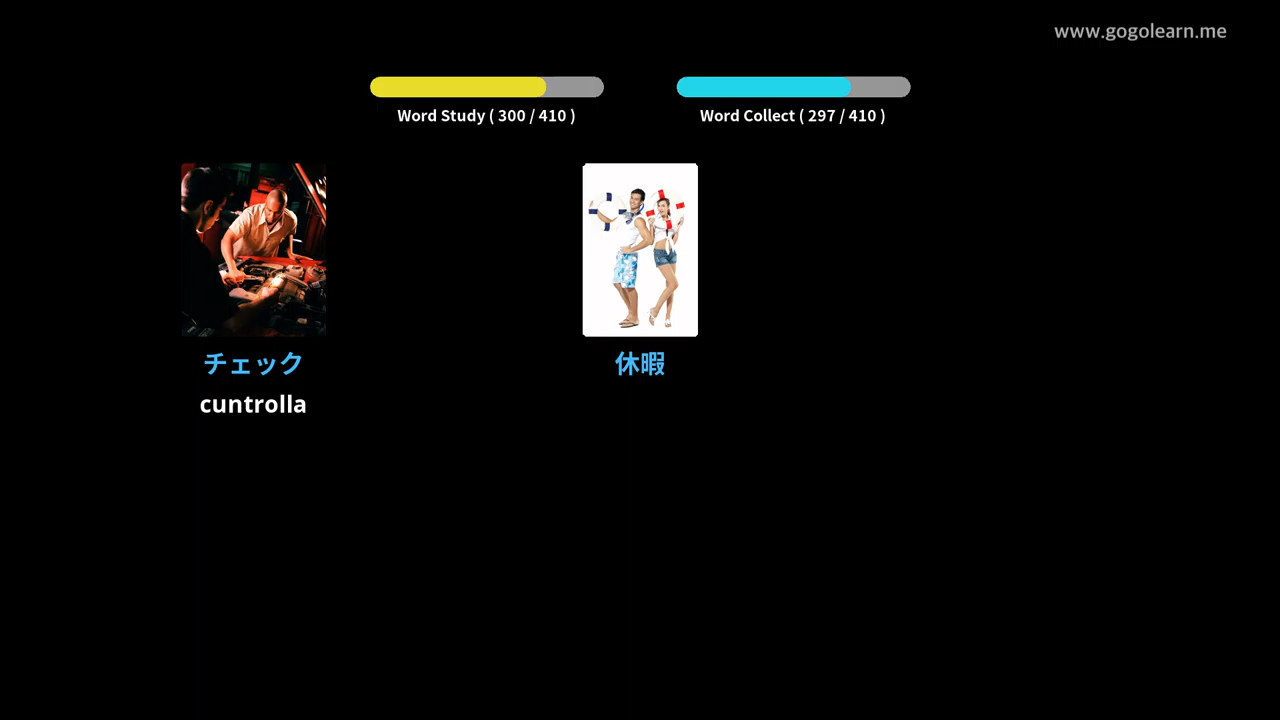 www.gogolearn.me
Word Study ( 300 / 410 )
Word Collect ( 297 / 410 )
チェック
休暇
cuntrolla